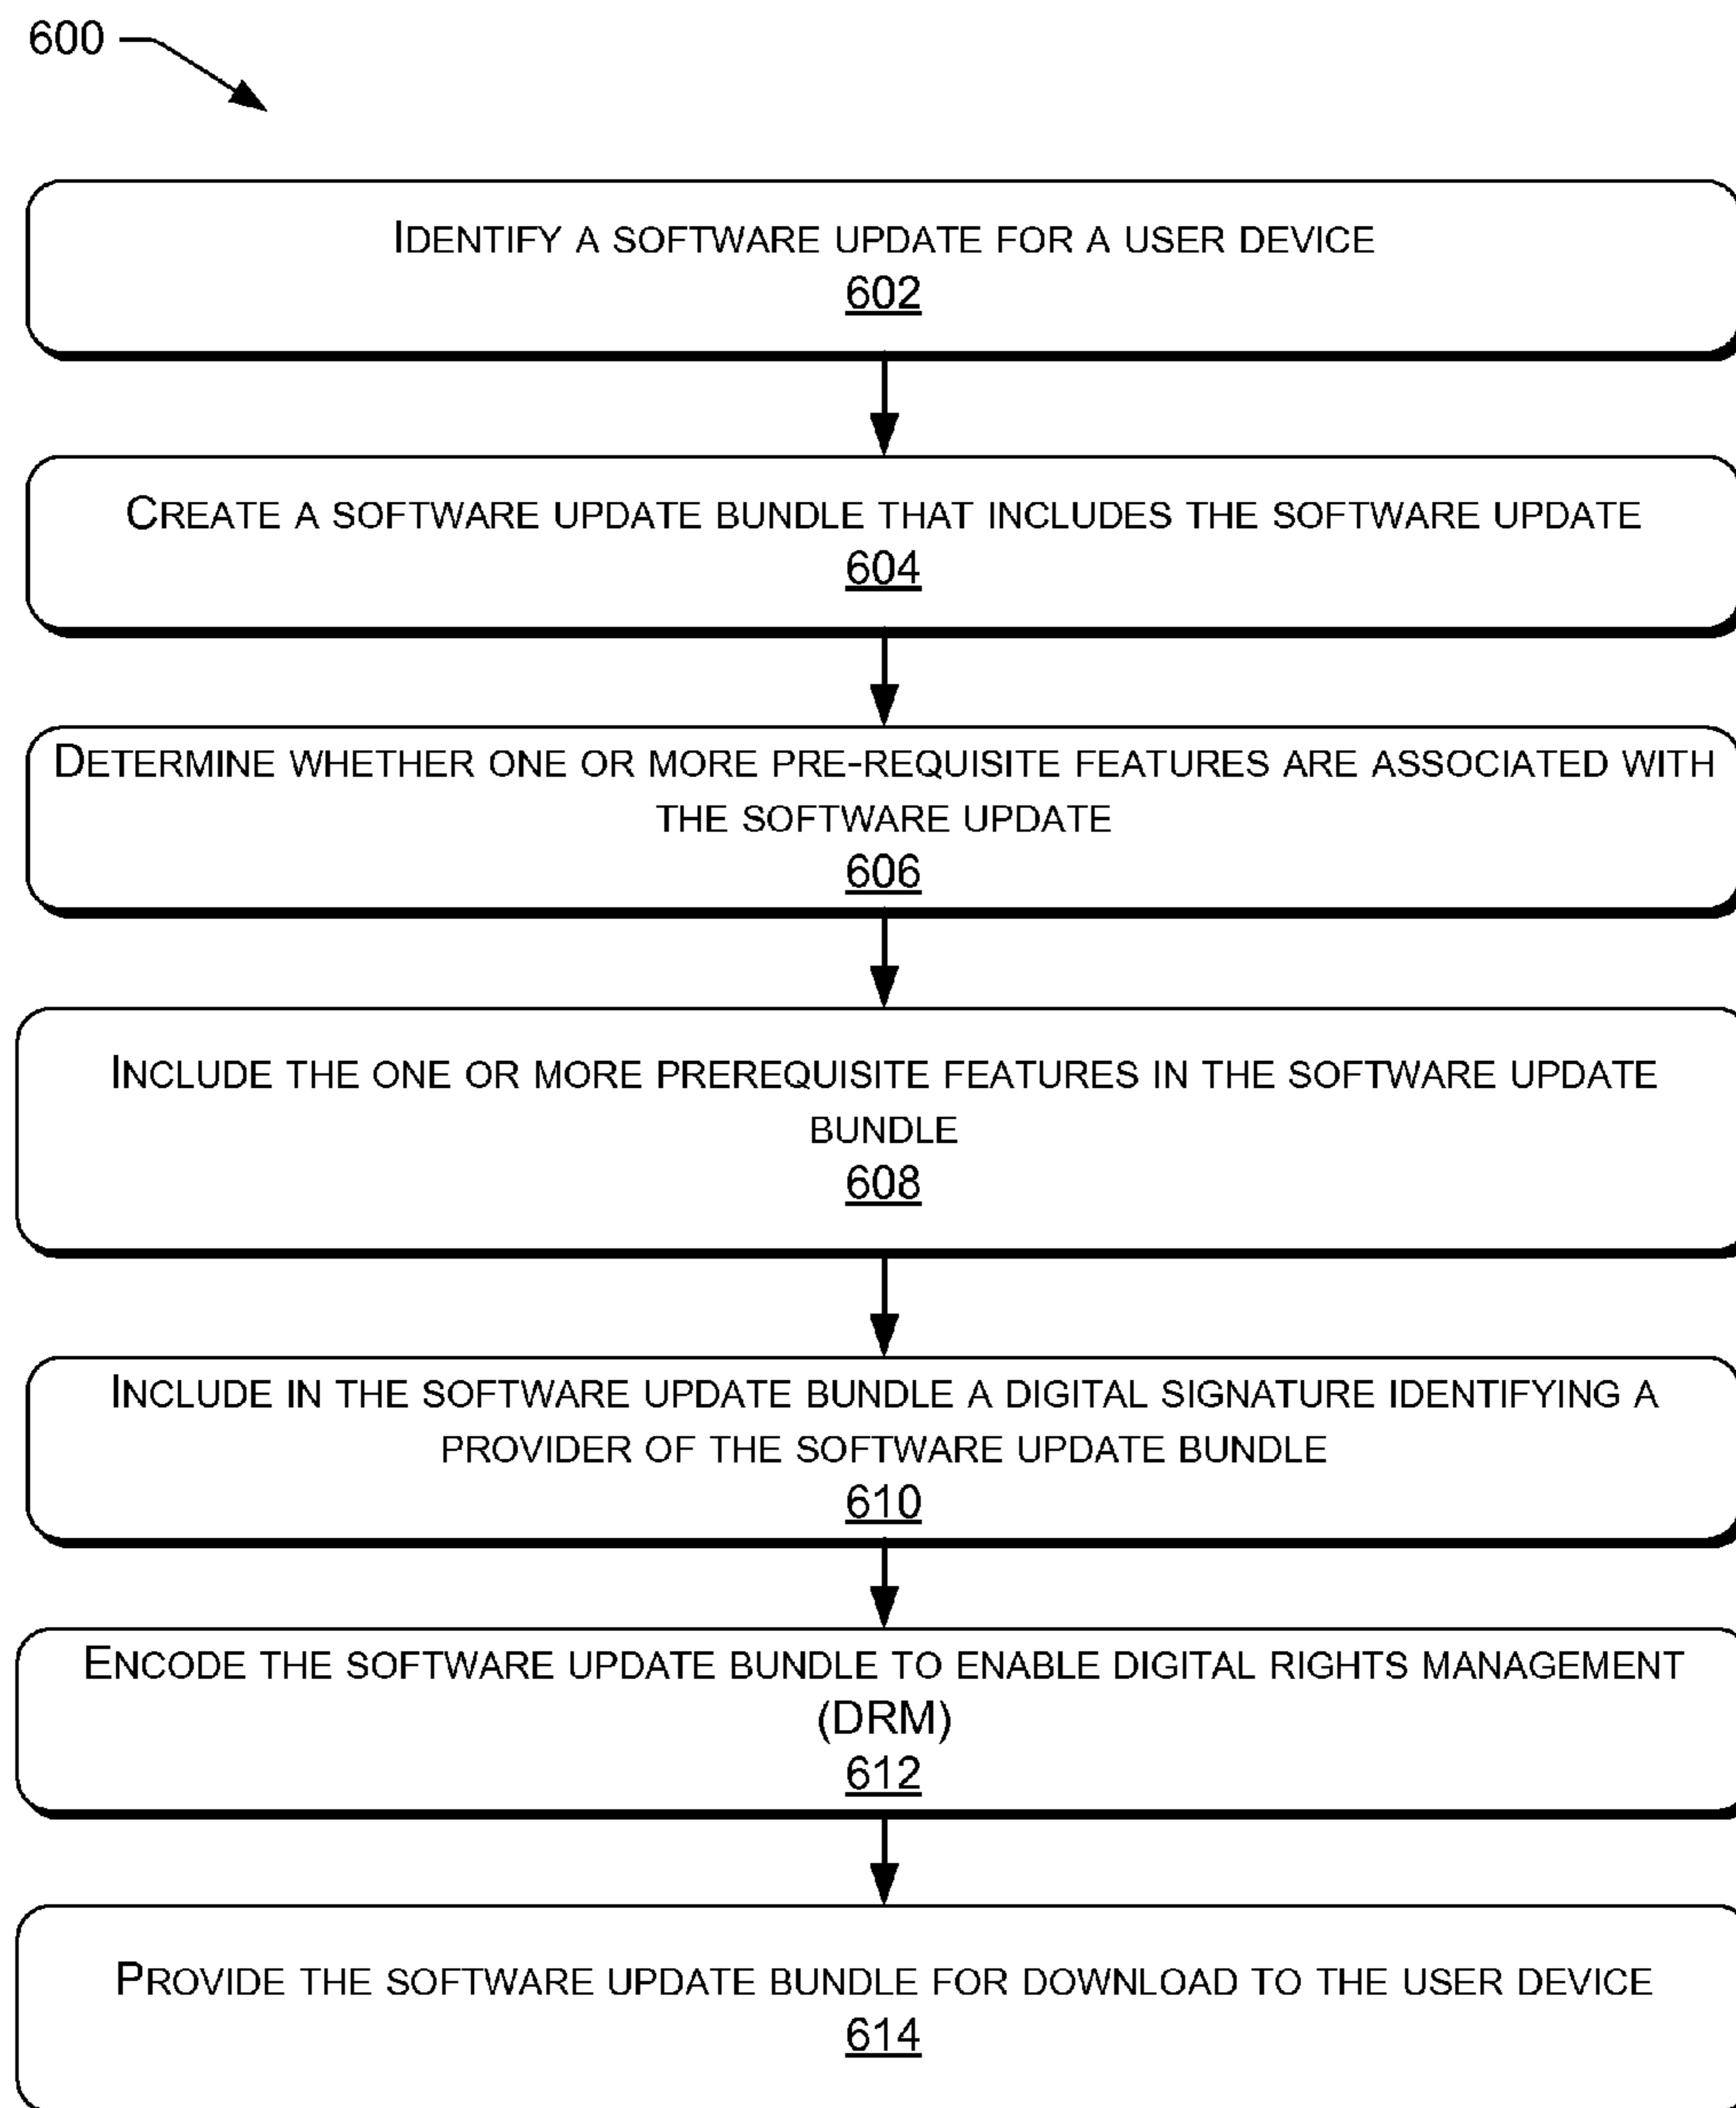 600
IDENTIFY A SOFTWARE UPDATE FOR A USER DEVICE
602
CREATE A SOFTWARE UPDATE BUNDLE THAT INCLUDES THE SOFTWARE UPDATE
604
DETERMINE WHETHER ONE OR MORE PRE-REQUISITE FEATURES ARE ASSOCIATED WITH
THE SOFTWARE UPDATE
606
INCLUDE THE ONE OR MORE PREREQUISITE FEATURES IN THE SOFTWARE UPDATE
BUNDLE
608
INCLUDE IN THE SOFTWARE UPDATE BUNDLE A DIGITAL SIGNATURE IDENTIFYING A
PROVIDER OF THE SOFTWARE UPDATE BUNDLE
610
ENCODE THE SOFTWARE UPDATE BUNDLE TO ENABLE DIGITAL RIGHTS MANAGEMENT
(DRM)
612
PROVIDE THE SOFTWARE UPDATE BUNDLE FOR DOWNLOAD TO THE USER DEVICE
614